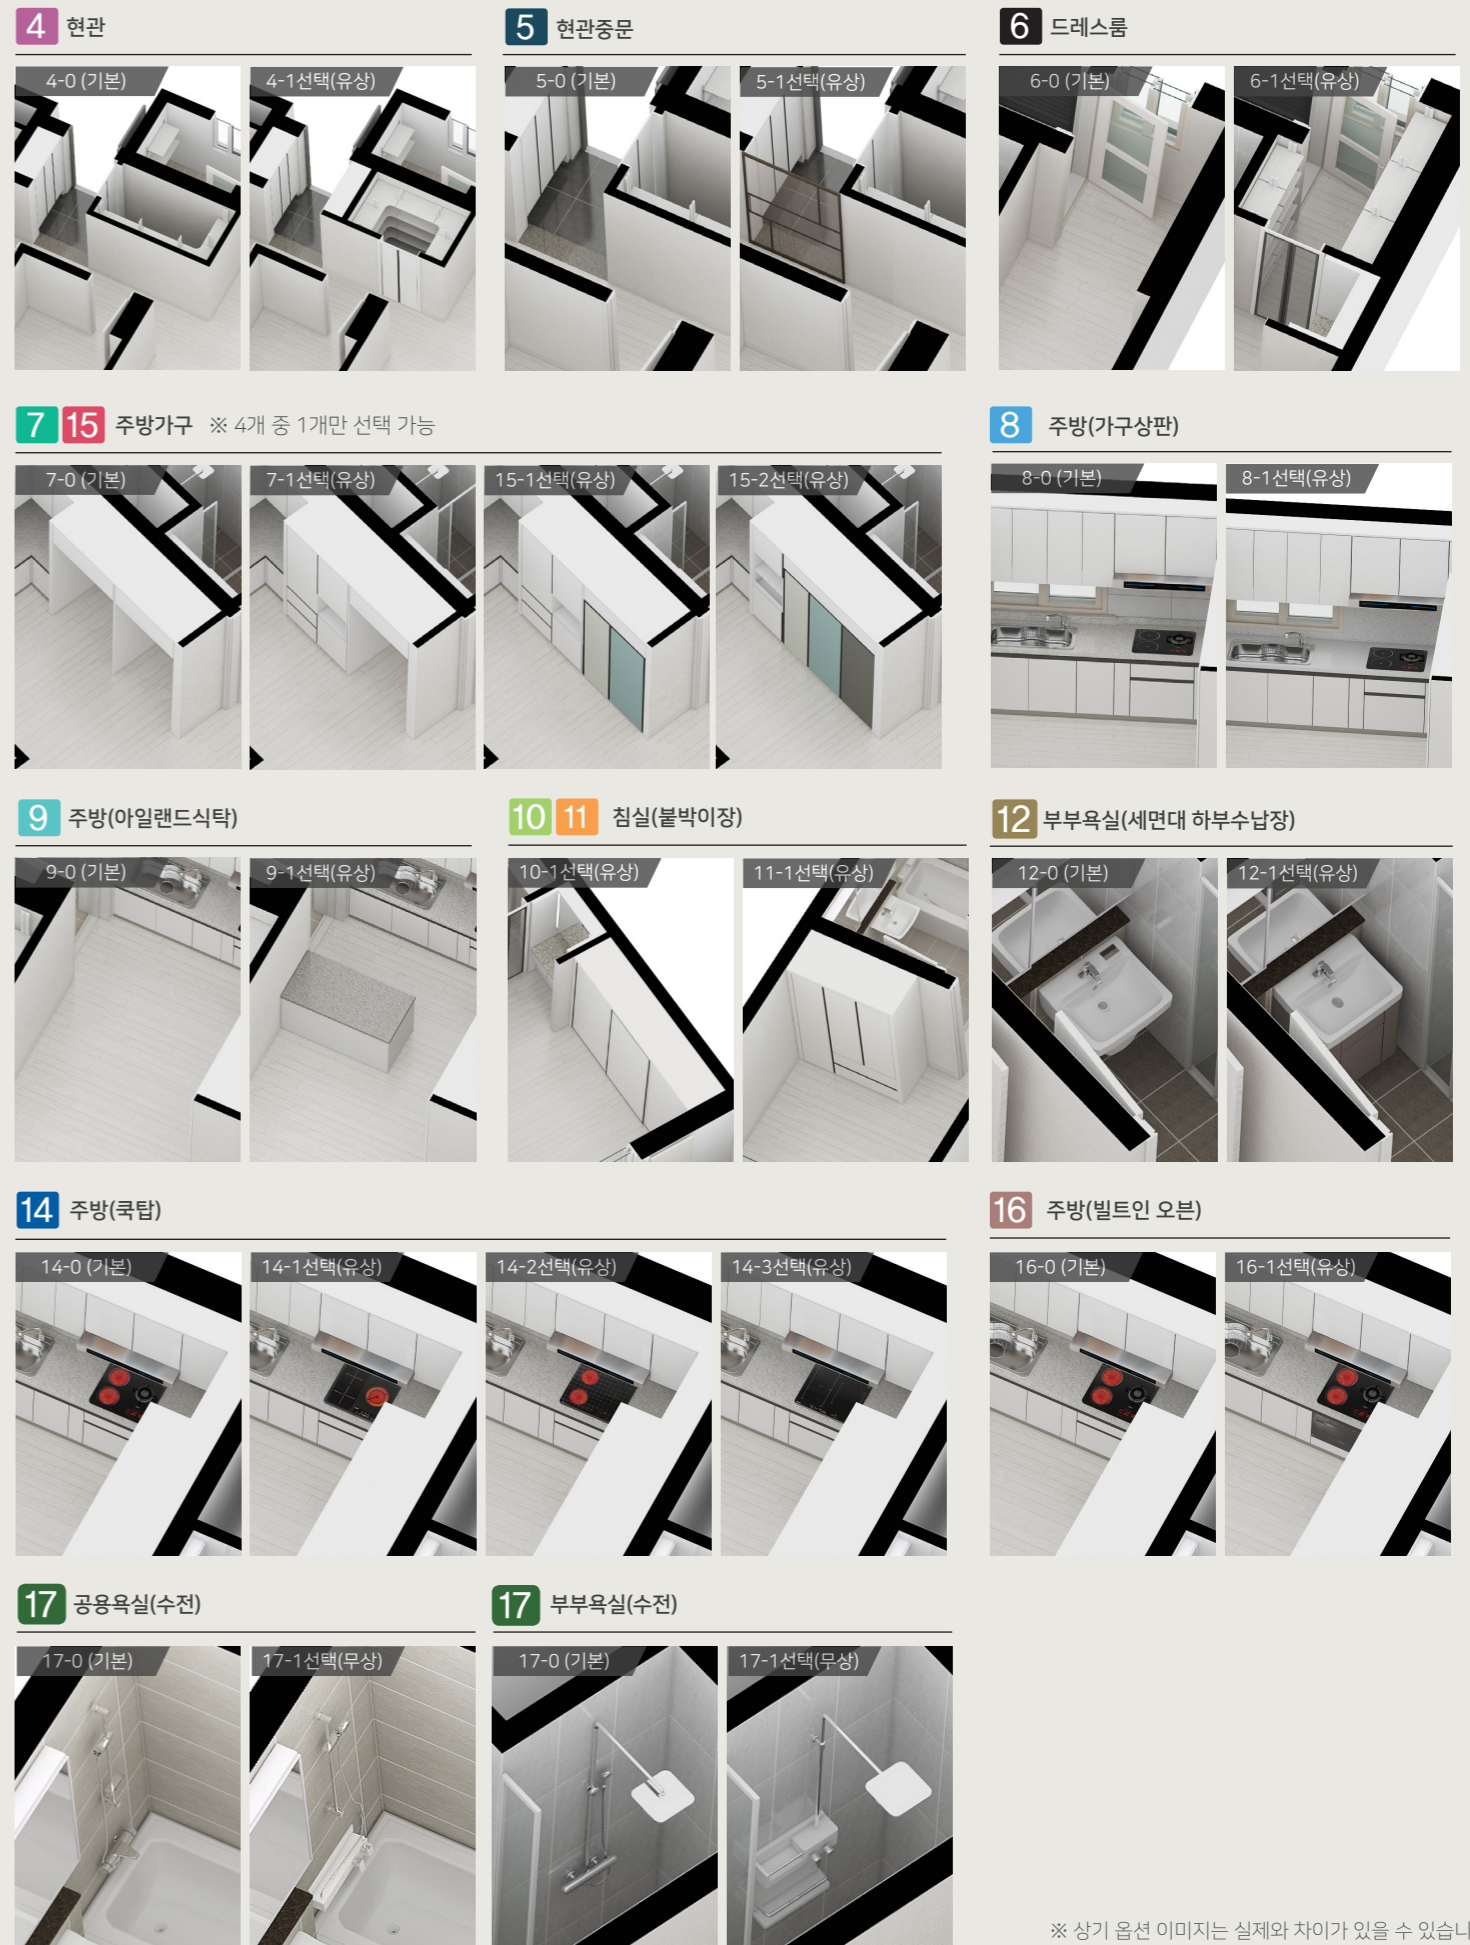 4 현관
5 현관중문
6 드레스룸
4-0 (기본)
4-1선택(유상)
5-0 (기본)
5-1선택(유상)
6-0 (기본)
6-1선택(유상)
7 15 주방가구 ※ 4개 중 1개만 선택 가능
8 주방(가구상판)
7-0 (기본)
7-1선택(유상)
15-1선택(유상)
15-2선택(유상)
8-0 (기본)
8-1선택(유상)
9 주방(아일랜드식탁)
10 11 침실(붙박이장)
12 부부욕실(세면대 하부수납장)
9-0 (기본)
9-1선택(유상)
10-1선택(유상)
11-1선택(유상)
12-0 (기본)
12-1선택(유상)
14 주방(쿡탑)
16 주방(빌트인 오븐)
14-0 (기본)
14-1선택(유상)
14-2선택(유상)
14-3선택(유상)
16-0 (기본)
16-1선택(유상)
17 공용욕실(수전)
17 부부욕실(수전)
17-0 (기본)
17-1선택(무상)
17-0 (기본)
17-1선택(무상)
※ 상기 옵션 이미지는 실제와 차이가 있을 수 있습니